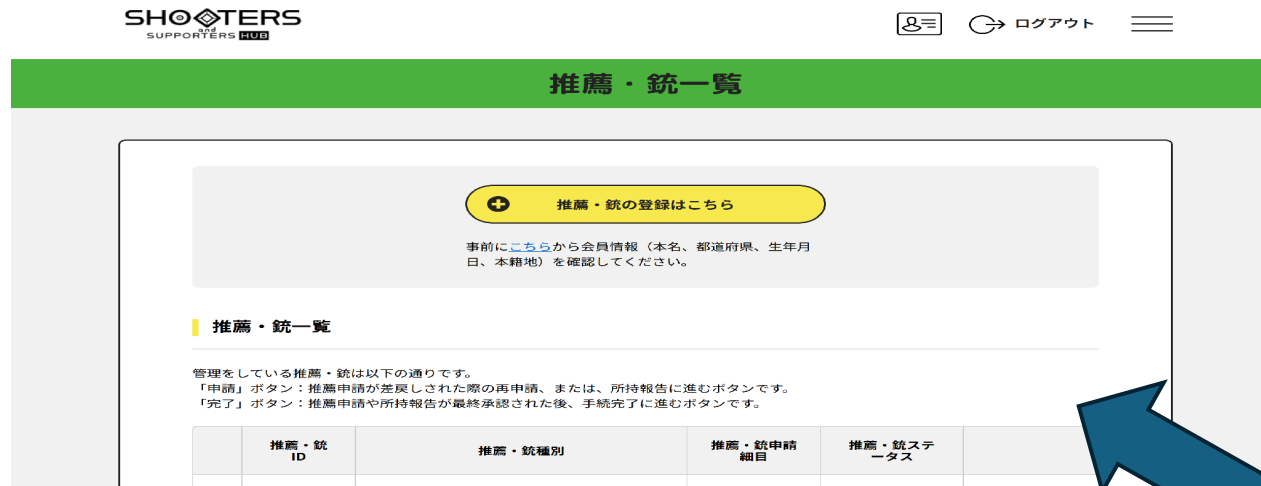 SHOOTERS
and
SUPPORTERS HUB
ログアウト
推薦・銃一覧
推薦・銃の登録はこちら
事前にこちらから会員情報（本名、都道府県、生年月
日、本籍地）を確認してください。
推薦・銃一覧
管理をしている推薦・銃は以下の通りです。
「申請」ボタン：推薦申請が差戻しされた際の再申請、または、所持報告に進むボタンです。
「完了」ボタン：推薦申請や所持報告が最終承認された後、手続完了に進むボタンです。
推薦・銃
ID
推薦・銃種別
推薦・銃申請
細目
推薦・銃ステ
ータス